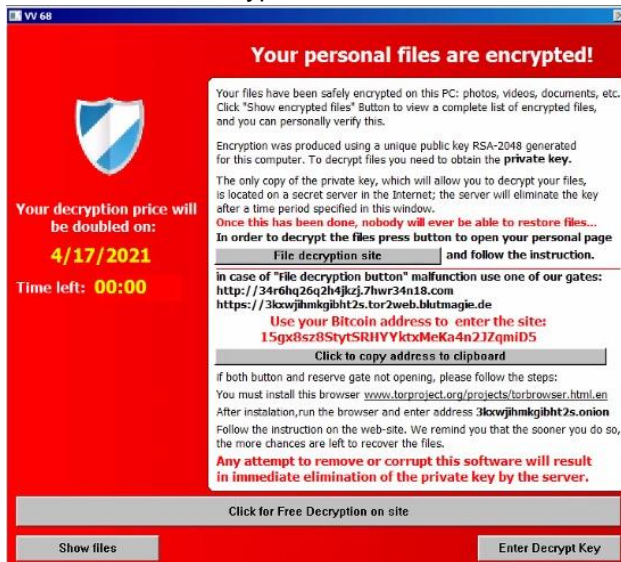 VV 68
Your personal files are encrypted!
Your files have been safely encrypted on this PC: photos, videos, documents, etc.
Click "Show encrypted files" Button to view a complete list of encrypted files,
and you can personally verify this.
Encryption was produced using a unique public key RSA-2048 generated
for this computer. To decrypt files you need to obtain the private key.
The only copy of the private key, which will allow you to decrypt your files,
is located on a secret server in the Internet; the server will eliminate the key
after a time period specified in this window.
Once this has been done, nobody will ever be able to restore files...
In order to decrypt the files press button to open your personal page
File decryption site and follow the instruction.
in case of "File decryption button" malfunction use one of our gates:
http://34r6hq26q2h4jkzj.7hwr34n18.com
https://3kxwjihmkgibht2s.tor2web.blutmagie.de
Use your Bitcoin address to enter the site:
15gx8sz8StytSRHYYktxMeKa4n2JZqmiD5
Click to copy address to clipboard
if both button and reserve gate not opening, please follow the steps:
You must install this browser www.torproject.org/projects/torbrowser.html.en
After instalation,run the browser and enter address 3kxwjihmkgibht2s.onion
Follow the instruction on the web-site. We remind you that the sooner you do so,
the more chances are left to recover the files.
Any attempt to remove or corrupt this software will result
in immediate elimination of the private key by the server.
Your decryption price will
be doubled on:
4/17/2021
Time left: 00:00
Click for Free Decryption on site
Show files
Enter Decrypt Key